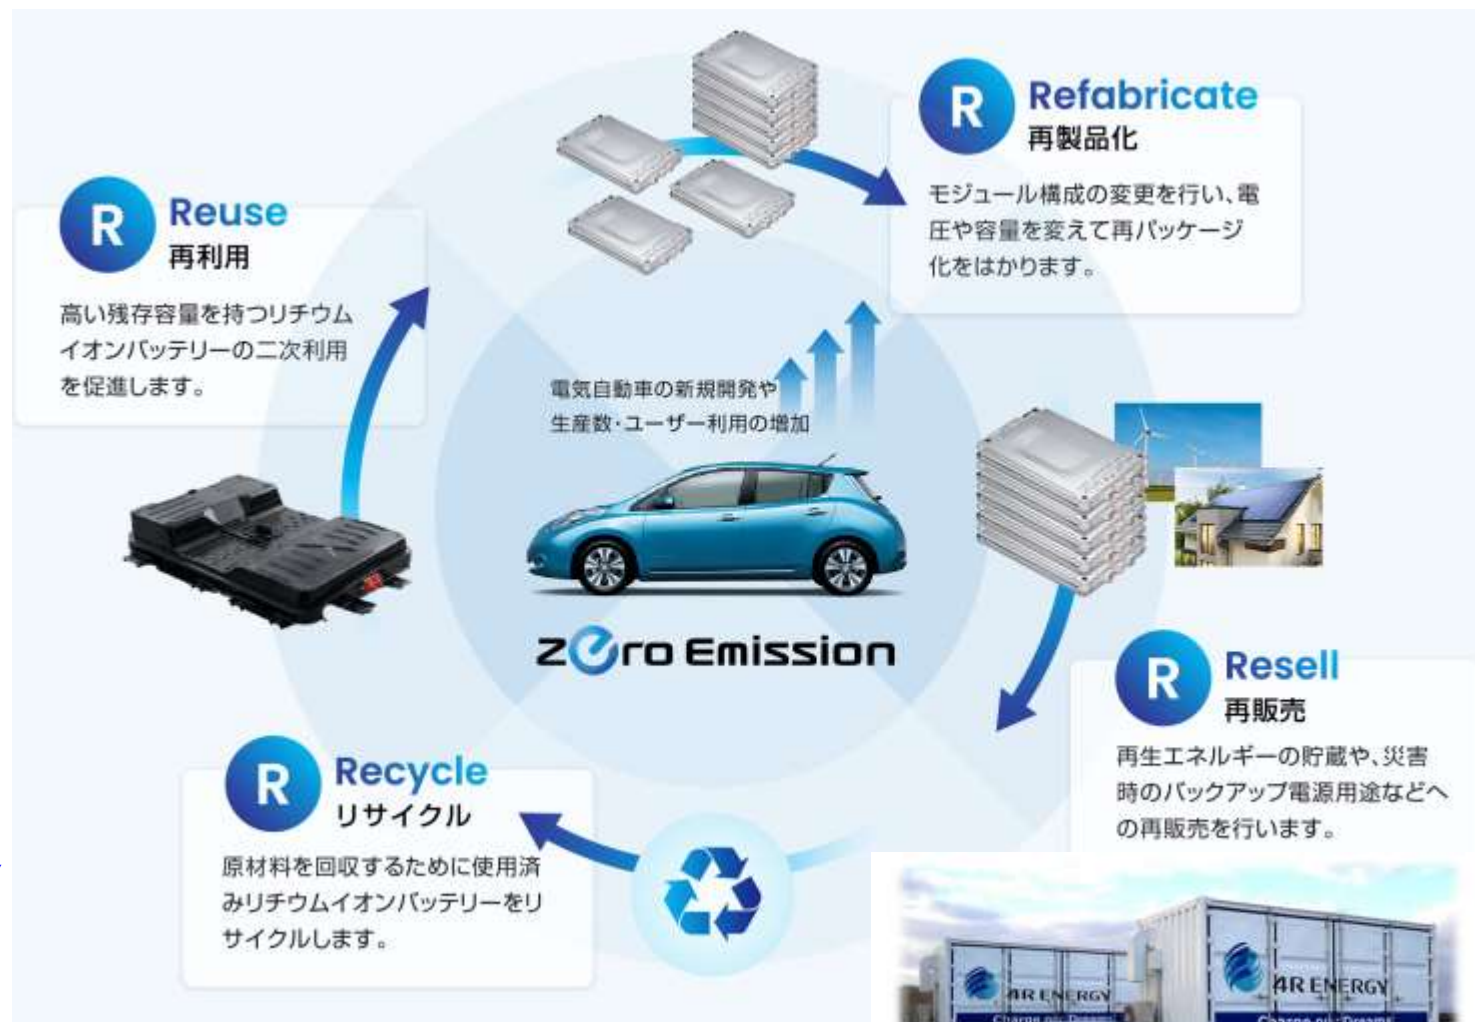 R
Refabricate
再製品化
モジュール構成の変更を行い、電
圧や容量を変えて再パッケージ
化をはかります。
R
Reuse
再利用
高い残存容量を持つリチウム
イオンバッテリーの二次利用
を促進します。
電気自動車の新規開発や
生産数・ユーザー利用の増加
zero Emission
R
Resell
再販売
再生エネルギーの貯蔵や、災害
時のバックアップ電源用途などへ
の再販売を行います。
R
Recycle
リサイクル
原材料を回収するために使用済
みリチウムイオンバッテリーをリ
サイクルします。
4R ENERGY
4R ENERGY
Charge our Dreams
Charge our Dreams